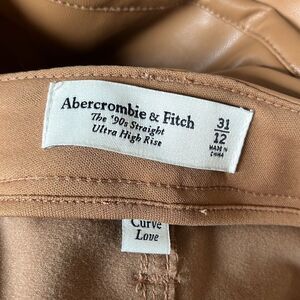 Abercrombie & Fitch
The '90s Straight
Ultra High Rise
31
12
MADE IN
CHINA
Curve
Love